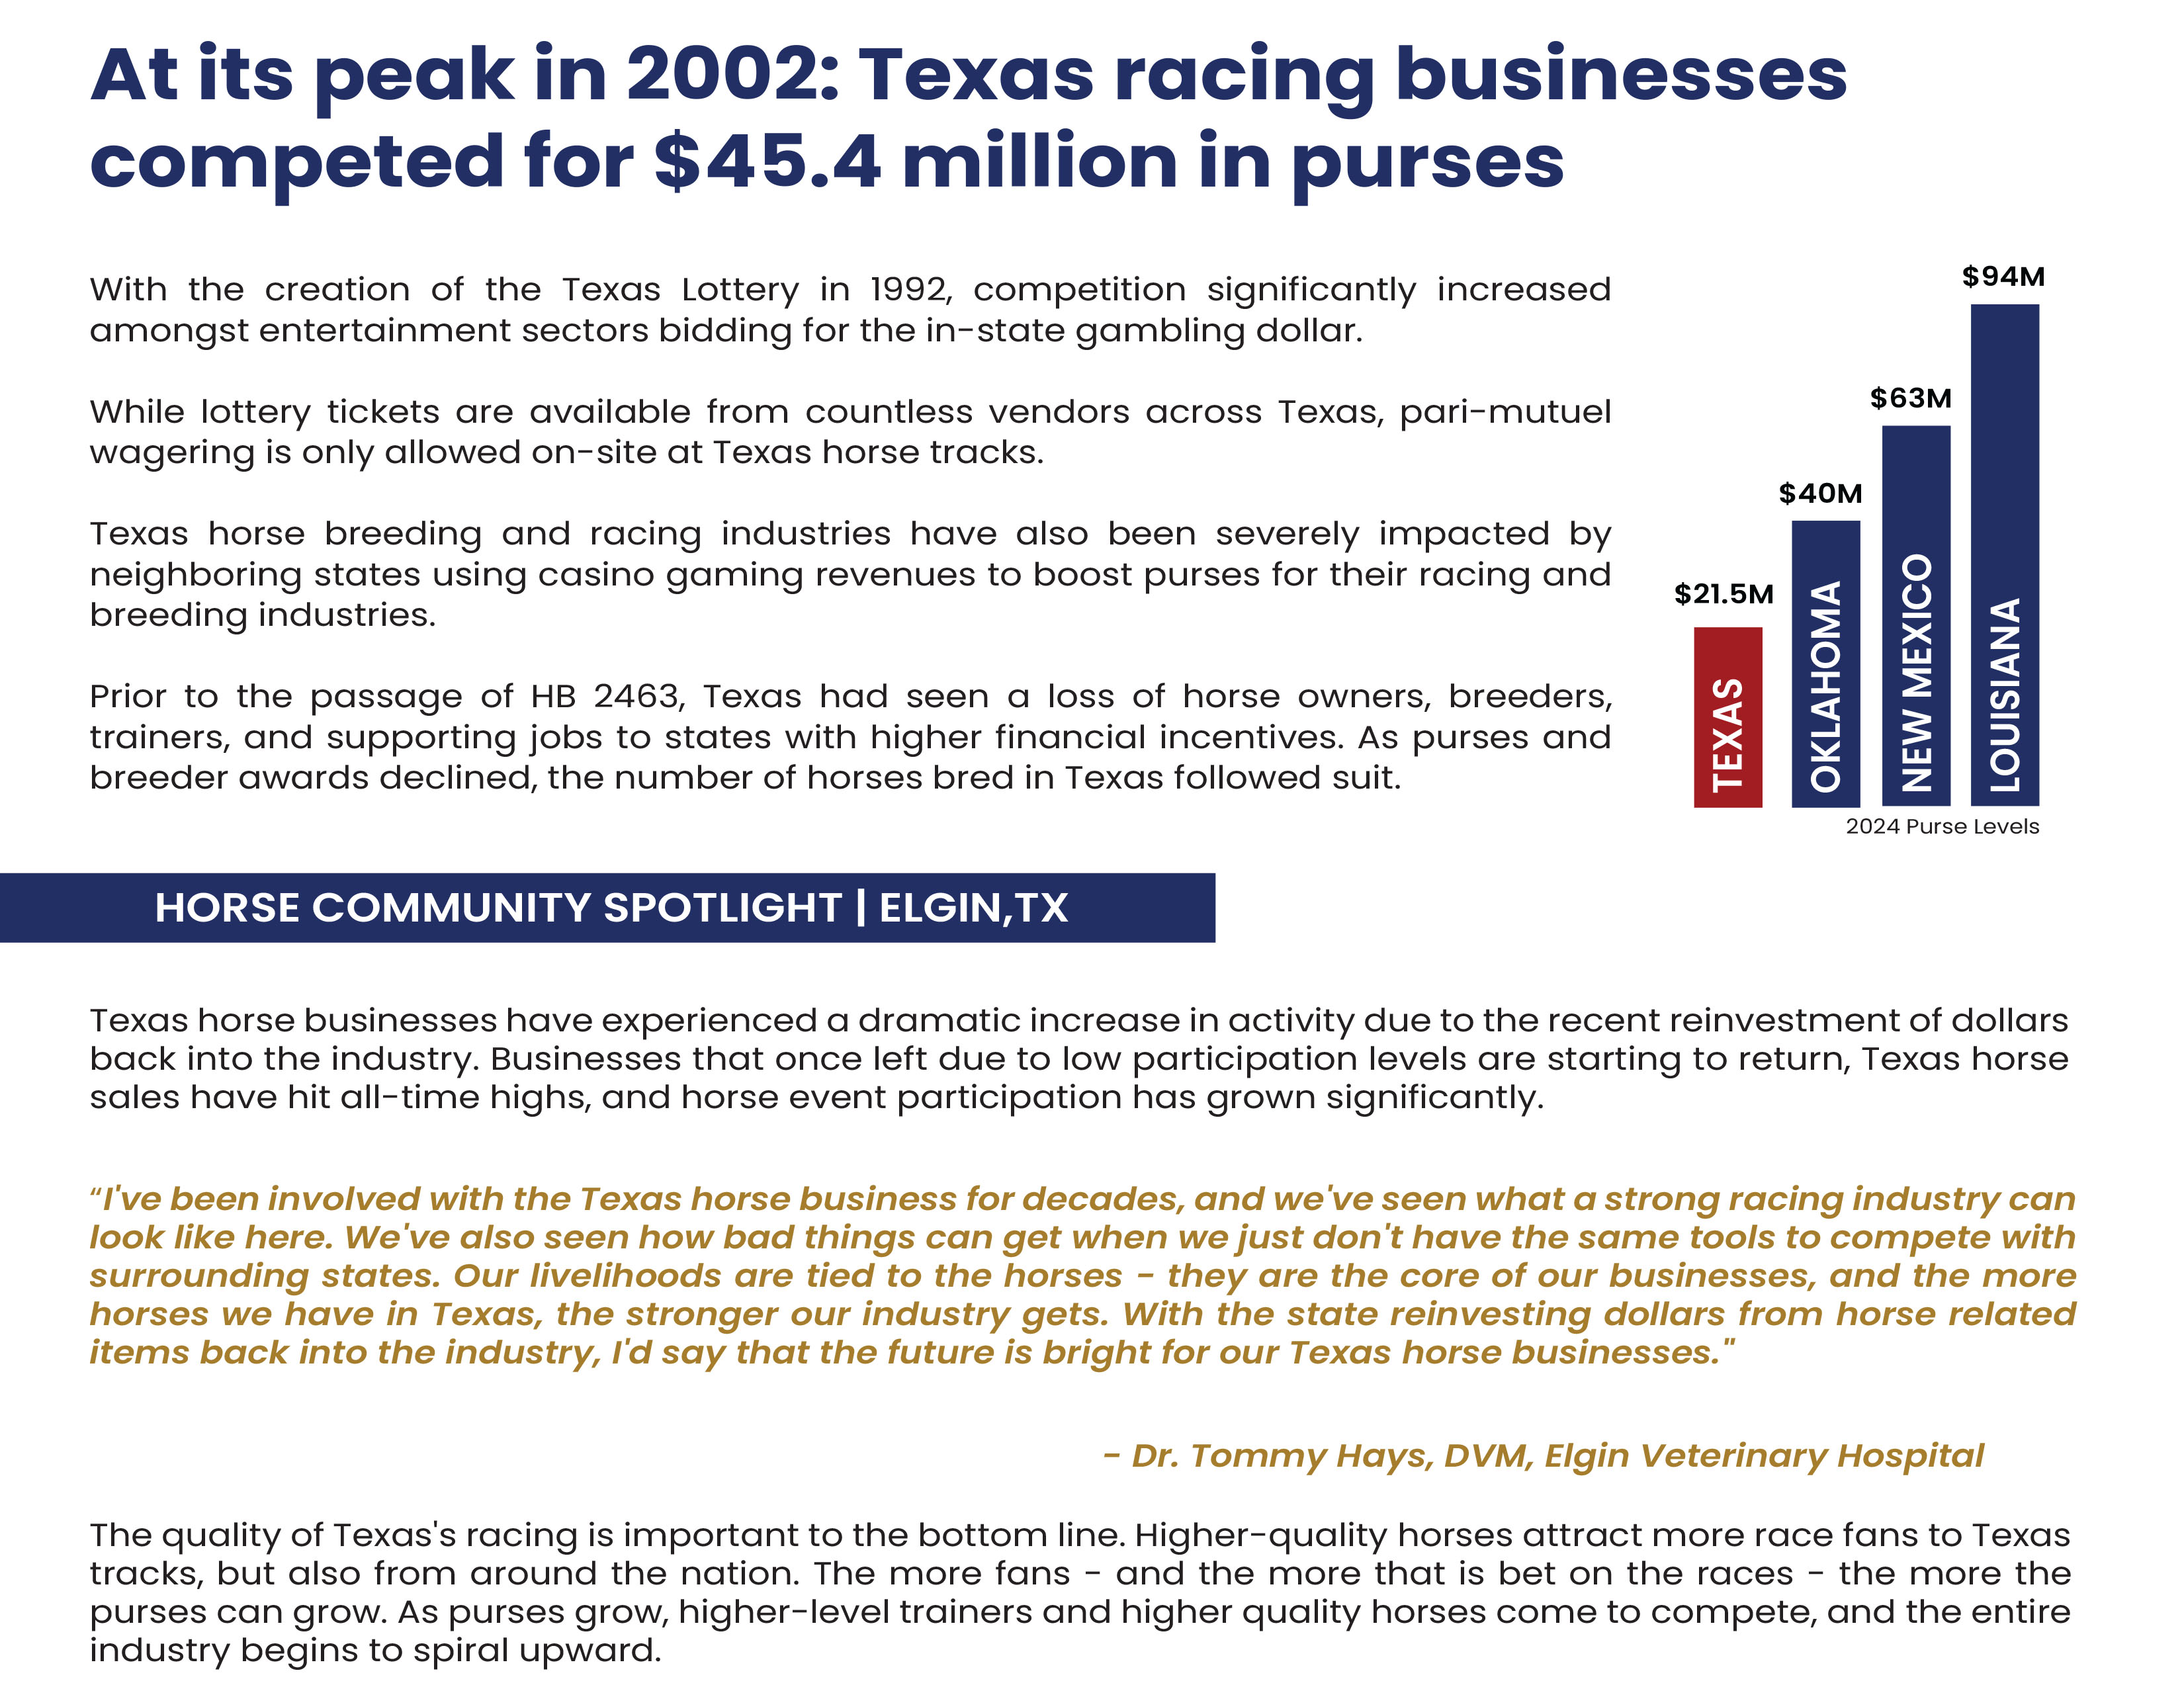 At its peak in 2002: Texas racing businesses
competed for $45.4 million in purses
With the creation of the Texas Lottery in 1992, competition significantly increased
amongst entertainment sectors bidding for the in-state gambling dollar.
While lottery tickets are available from countless vendors across Texas, pari-mutuel
wagering is only allowed on-site at Texas horse tracks.
Texas horse breeding and racing industries have also been severely impacted by
neighboring states using casino gaming revenues to boost purses for their racing and
breeding industries.
Prior to the passage of HB 2463, Texas had seen a loss of horse owners, breeders,
trainers, and supporting jobs to states with higher financial incentives. As purses and
breeder awards declined, the number of horses bred in Texas followed suit.
$21.5M
TEXAS
$40M
OKLAHOMA
$63M
NEW MEXICO
$94M
LOUISIANA
2024 Purse Levels
HORSE COMMUNITY SPOTLIGHT | ELGIN,TX
Texas horse businesses have experienced a dramatic increase in activity due to the recent reinvestment of dollars
back into the industry. Businesses that once left due to low participation levels are starting to return, Texas horse
sales have hit all-time highs, and horse event participation has grown significantly.
“I've been involved with the Texas horse business for decades, and we've seen what a strong racing industry can
look like here. We've also seen how bad things can get when we just don't have the same tools to compete with
surrounding states. Our livelihoods are tied to the horses - they are the core of our businesses, and the more
horses we have in Texas, the stronger our industry gets. With the state reinvesting dollars from horse related
items back into the industry, I'd say that the future is bright for our Texas horse businesses."
- Dr. Tommy Hays, DVM, Elgin Veterinary Hospital
The quality of Texas's racing is important to the bottom line. Higher-quality horses attract more race fans to Texas
tracks, but also from around the nation. The more fans - and the more that is bet on the races - the more the
purses can grow. As purses grow, higher-level trainers and higher quality horses come to compete, and the entire
industry begins to spiral upward.